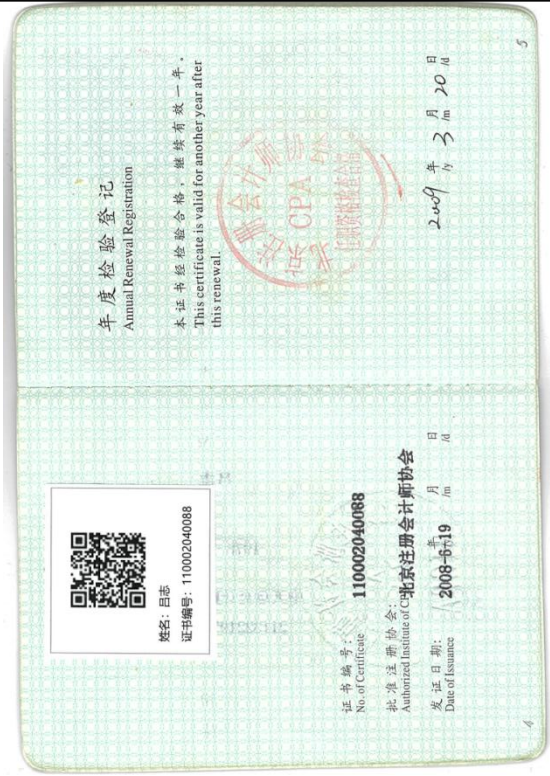 姓名：吕志
证书编号：110002040088
证书编号：
No. of Certificate
110002040088
批准注册协会：
Authorized Institute of CP
北京注册会计师协会
发证日期：
Date of Issuance
2008-6-19
年 月 日
/m /d
4
年度检验登记
Annual Renewal Registration
本证书经检验合格，继续有效一年。
This certificate is valid for another year after
this renewal.
CPA
2009 年 3 月 20 日
/y /m /d
5